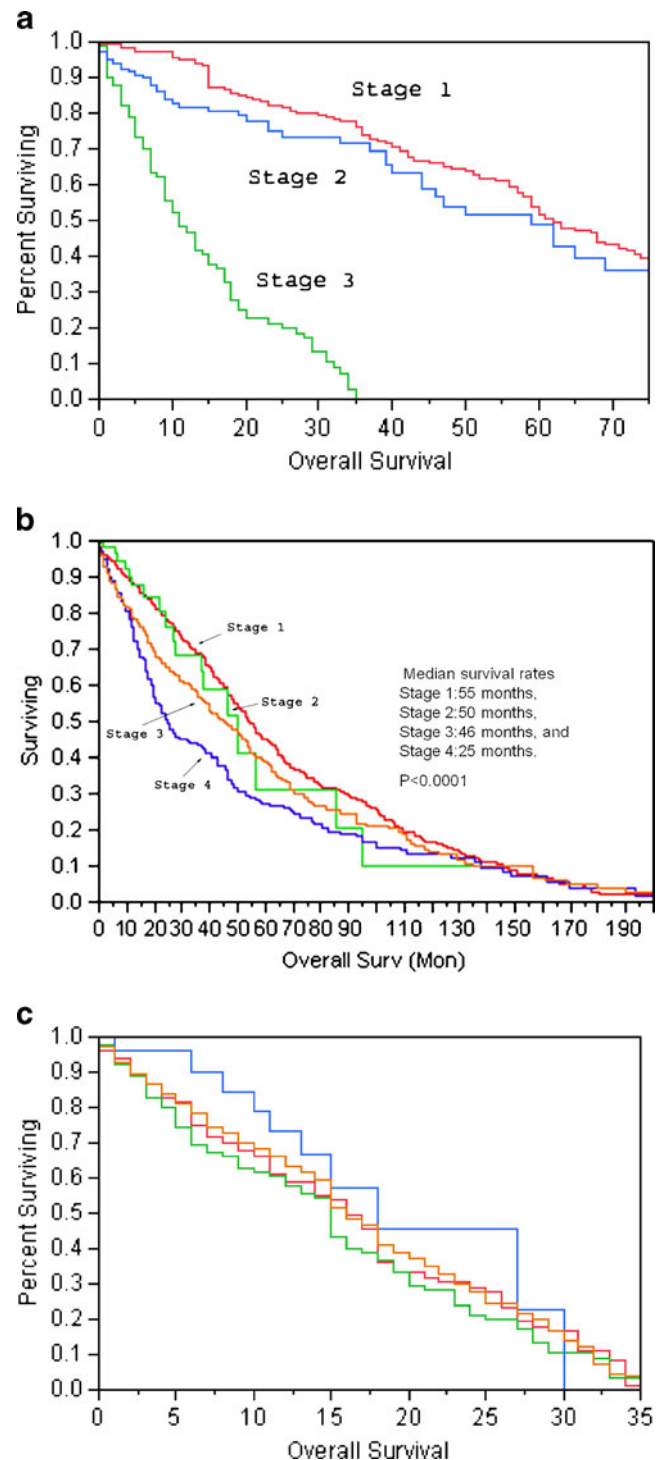 a
1.0
0.9
0.8
0.7
0.6
0.5
0.4
0.3
0.2
0.1
0.0
Percent Surviving
Stage 1
Stage 2
Stage 3
0 10 20 30 40 50 60 70
Overall Survival
b
1.0
0.9
0.8
0.7
0.6
0.5
0.4
0.3
0.2
0.1
0.0
Surviving
Stage 1
Stage 2
Stage 3
Stage 4
Median survival rates
Stage 1:55 months,
Stage 2:50 months,
Stage 3:46 months, and
Stage 4:25 months.
P<0.0001
0 10 20 30 40 50 60 70 80 90 110 130 150 170 190
Overall Surv (Mon)
c
1.0
0.9
0.8
0.7
0.6
0.5
0.4
0.3
0.2
0.1
0.0
Percent Surviving
0 5 10 15 20 25 30 35
Overall Survival